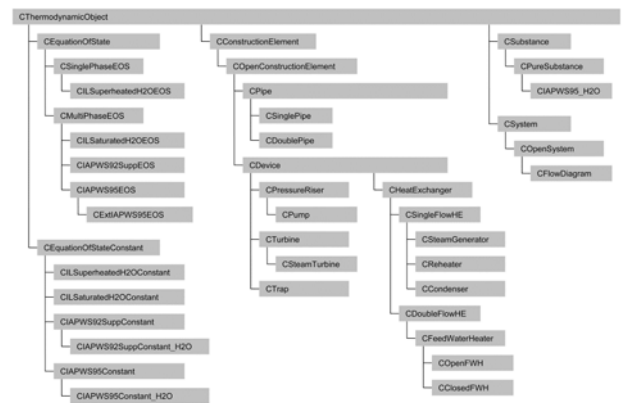 CThermodynamicObject
CEquationOfState
CSinglePhaseEOS
CILSuperheatedH2OEOS
CMultiPhaseEOS
CILSaturatedH2OEOS
CIAPWS92SuppEOS
CIAPWS95EOS
CExtIAPWS95EOS
CEquationOfStateConstant
CILSuperheatedH2OConstant
CILSaturatedH2OConstant
CIAPWS92SuppConstant
CIAPWS92SuppConstant_H2O
CIAPWS95Constant
CIAPWS95Constant_H2O
CConstructionElement
COpenConstructionElement
CPipe
CSinglePipe
CDoublePipe
CDevice
CPressureRiser
CPump
CTurbine
CSteamTurbine
CTrap
CHeatExchanger
CSingleFlowHE
CSteamGenerator
CReheater
CCondenser
CDoubleFlowHE
CFeedWaterHeater
COpenFWH
CClosedFWH
CSubstance
CPureSubstance
CIAPWS95_H2O
CSystem
COpenSystem
CFlowDiagram